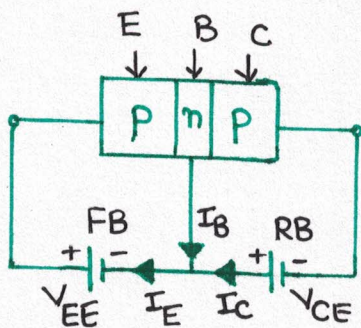 E B C
p n p
FB I_B RB
+ - + -
V_EE I_E I_C V_CE